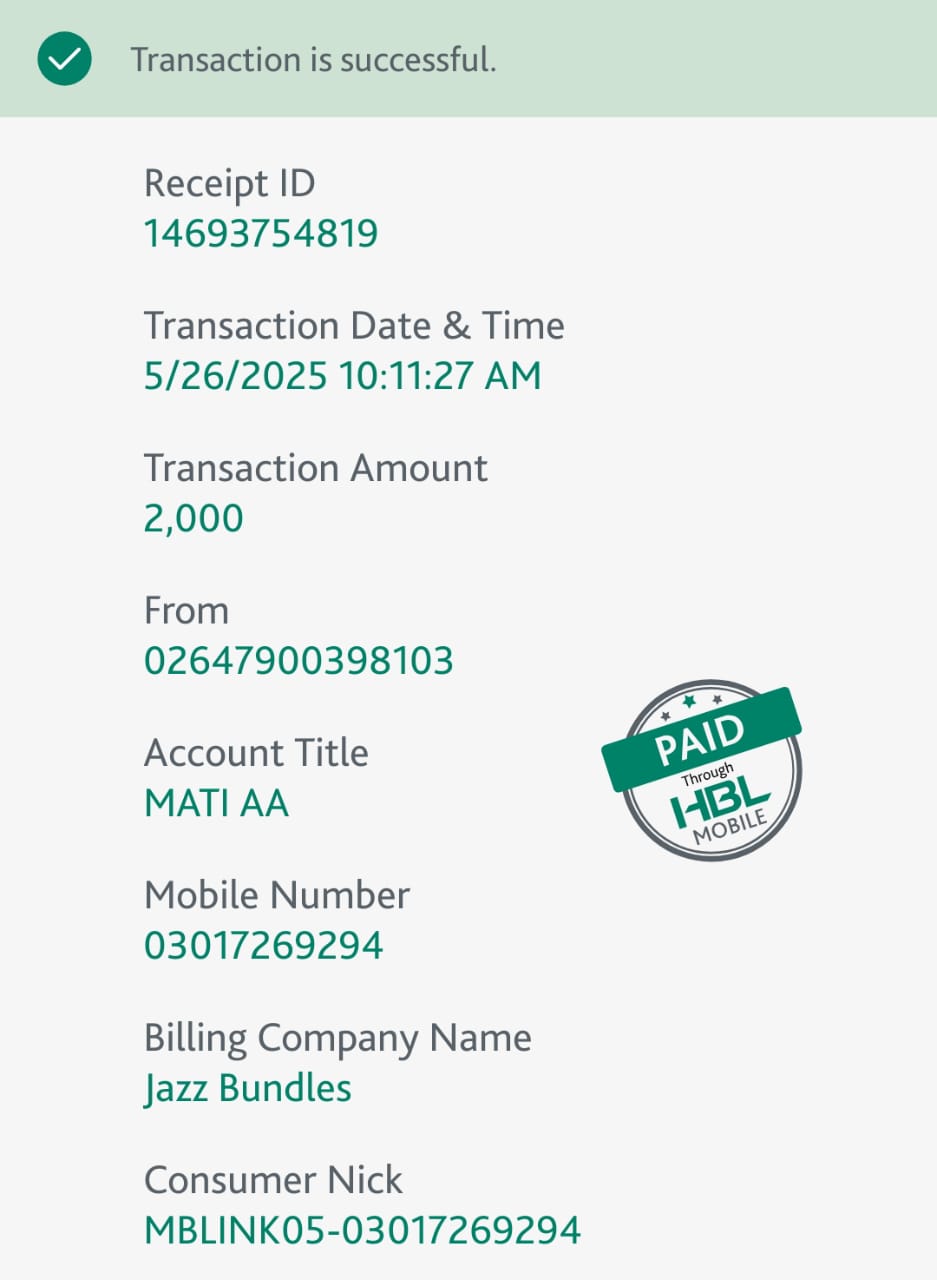 Transaction is successful.
Receipt ID
14693754819
Transaction Date & Time
5/26/2025 10:11:27 AM
Transaction Amount
2,000
From
02647900398103
Account Title
MATI AA
PAID
Through
HBL
MOBILE
Mobile Number
03017269294
Billing Company Name
Jazz Bundles
Consumer Nick
MBLINK05-03017269294